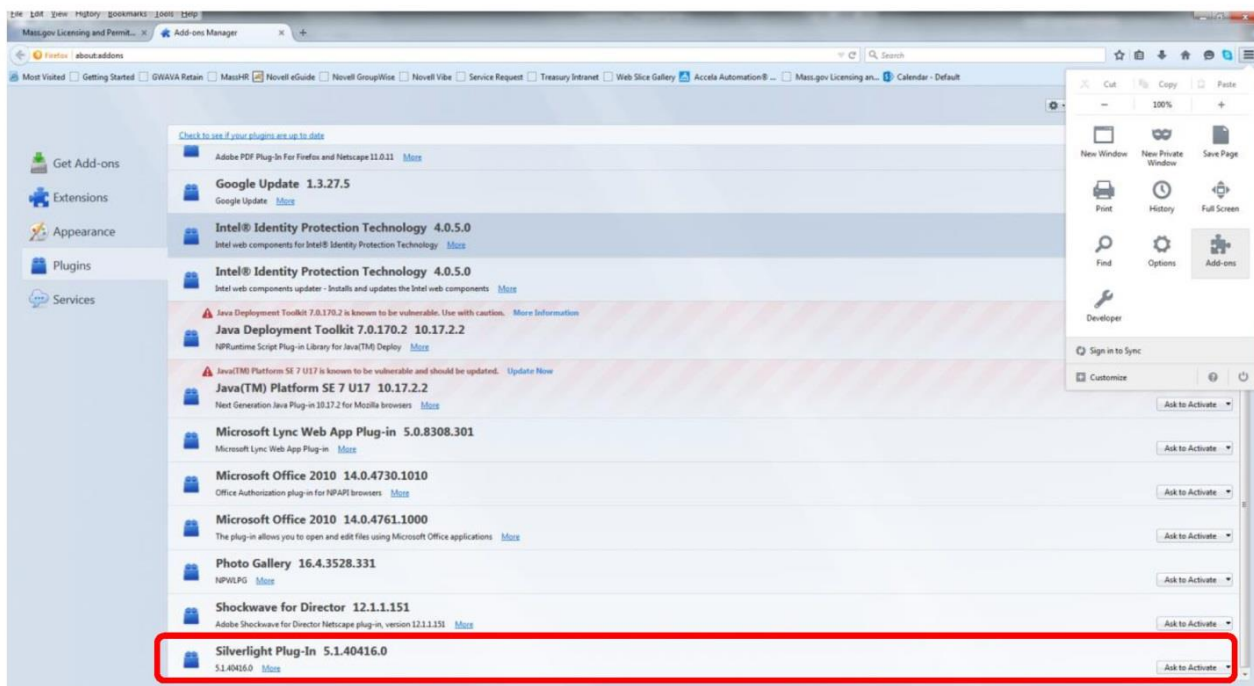 File Edit View History Bookmarks Tools Help
Mass.gov Licensing and Permit... × Add-ons Manager × +
Firefox about:addons Search
Most Visited Getting Started GWAVA Retain MassHR Novell eGuide Novell GroupWise Novell Vibe Service Request Treasury Intranet Web Slice Gallery Accela Automation® ... Mass.gov Licensing an... Calendar - Default
Cut Copy Paste
− 100% +
New Window New Private Window Save Page
Print History Full Screen
Find Options Add-ons
Developer
Sign in to Sync
Customize
Get Add-ons
Extensions
Appearance
Plugins
Services
Check to see if your plugins are up to date
Adobe PDF Plug-In For Firefox and Netscape 11.0.11 More
Google Update 1.3.27.5
Google Update More
Intel® Identity Protection Technology 4.0.5.0
Intel web components for Intel® Identity Protection Technology More
Intel® Identity Protection Technology 4.0.5.0
Intel web components updater - Installs and updates the Intel web components More
Java Deployment Toolkit 7.0.170.2 is known to be vulnerable. Use with caution. More Information
Java Deployment Toolkit 7.0.170.2 10.17.2.2
NPRuntime Script Plug-in Library for Java(TM) Deploy More
Java(TM) Platform SE 7 U17 is known to be vulnerable and should be updated. Update Now
Java(TM) Platform SE 7 U17 10.17.2.2
Next Generation Java Plug-in 10.17.2 for Mozilla browsers More Ask to Activate
Microsoft Lync Web App Plug-in 5.0.8308.301
Microsoft Lync Web App Plug-in More Ask to Activate
Microsoft Office 2010 14.0.4730.1010
Office Authorization plug-in for NPAPI browsers More Ask to Activate
Microsoft Office 2010 14.0.4761.1000
The plug-in allows you to open and edit files using Microsoft Office applications More Ask to Activate
Photo Gallery 16.4.3528.331
NPWLPG More Ask to Activate
Shockwave for Director 12.1.1.151
Adobe Shockwave for Director Netscape plug-in, version 12.1.1.151 More Ask to Activate
Silverlight Plug-In 5.1.40416.0
5.1.40416.0 More Ask to Activate